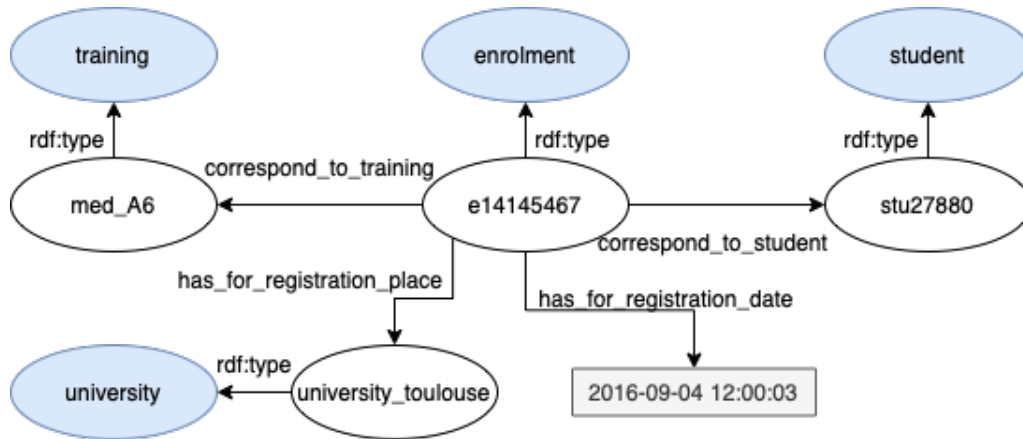 training
enrolment
student
rdf:type
rdf:type
rdf:type
correspond_to_training
med_A6
e14145467
stu27880
correspond_to_student
has_for_registration_place
has_for_registration_date
rdf:type
university
university_toulouse
2016-09-04 12:00:03